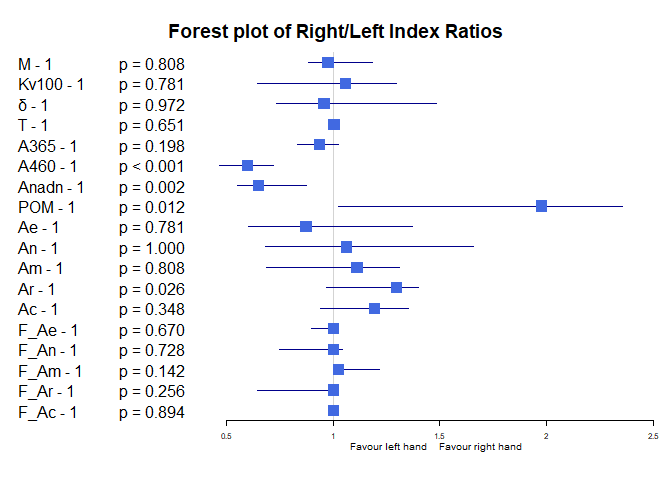 Forest plot of Right/Left Index Ratios
M - 1 p = 0.808
Kv100 - 1 p = 0.781
δ - 1 p = 0.972
T - 1 p = 0.651
A365 - 1 p = 0.198
A460 - 1 p < 0.001
Anadn - 1 p = 0.002
POM - 1 p = 0.012
Ae - 1 p = 0.781
An - 1 p = 1.000
Am - 1 p = 0.808
Ar - 1 p = 0.026
Ac - 1 p = 0.348
F_Ae - 1 p = 0.670
F_An - 1 p = 0.728
F_Am - 1 p = 0.142
F_Ar - 1 p = 0.256
F_Ac - 1 p = 0.894
0.5 1 1.5 2 2.5
Favour left hand Favour right hand